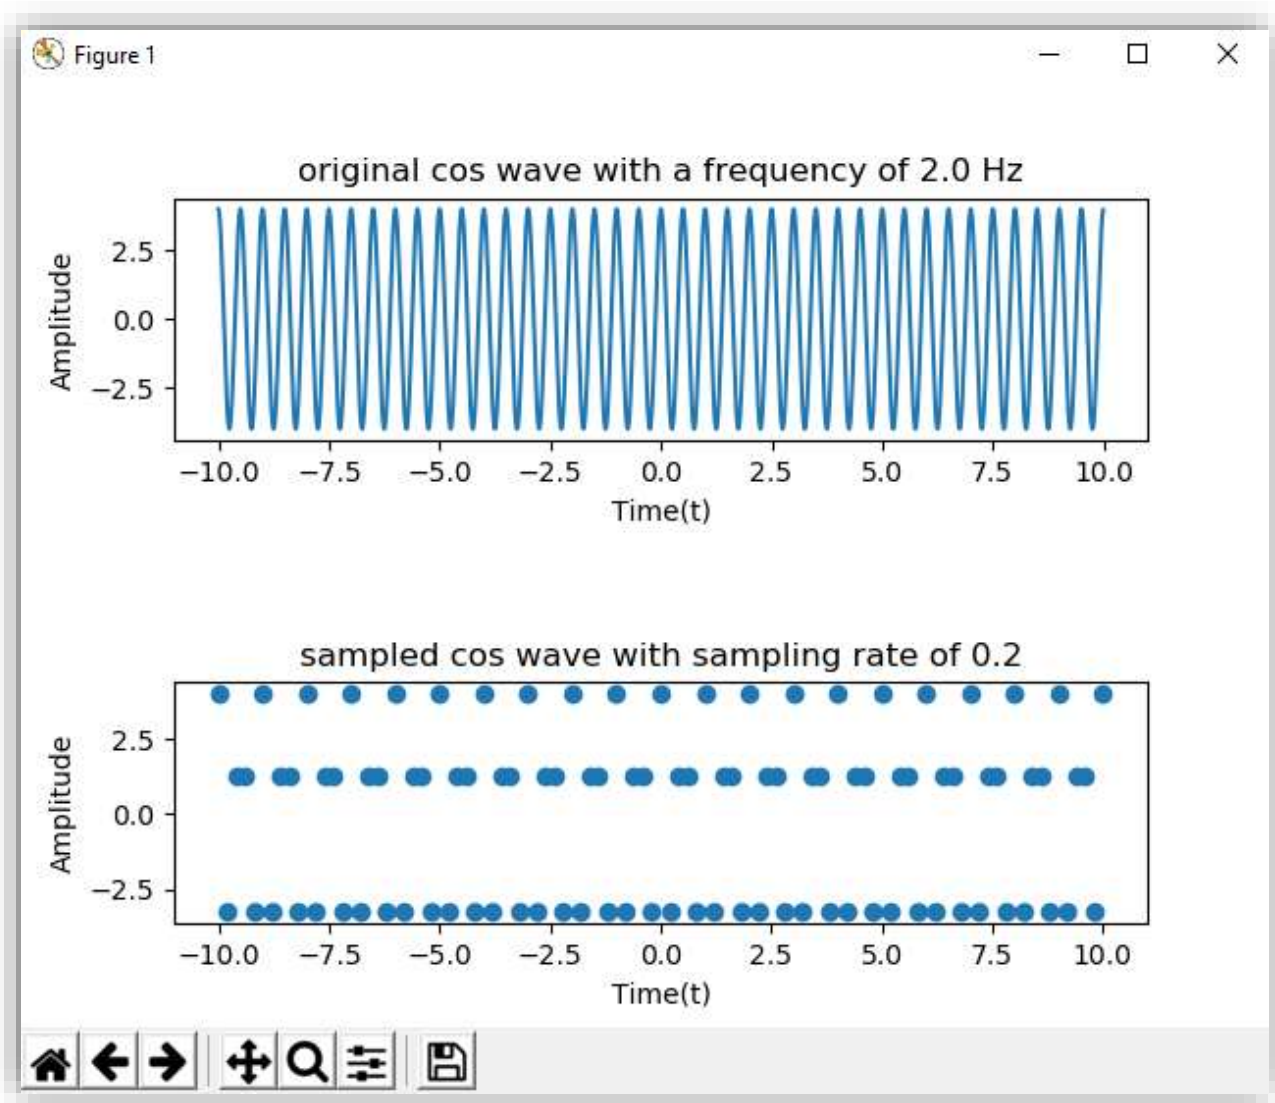 Figure 1
original cos wave with a frequency of 2.0 Hz
Amplitude
2.5
0.0
−2.5
−10.0 −7.5 −5.0 −2.5 0.0 2.5 5.0 7.5 10.0
Time(t)
sampled cos wave with sampling rate of 0.2
Amplitude
2.5
0.0
−2.5
−10.0 −7.5 −5.0 −2.5 0.0 2.5 5.0 7.5 10.0
Time(t)